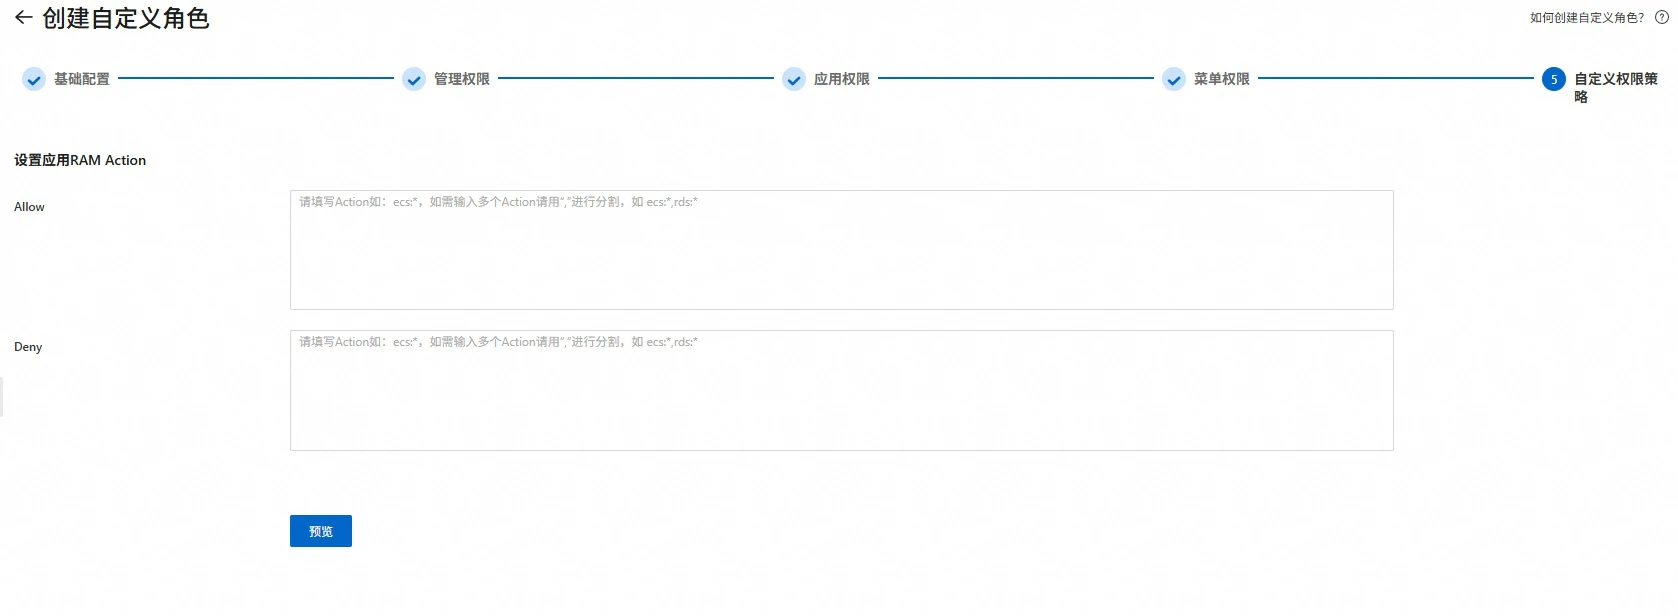 创建自定义角色
如何创建自定义角色?
基础配置
管理权限
应用权限
菜单权限
5
自定义权限策
略
设置应用RAM Action
Allow
请填写Action如：ecs:*，如需输入多个Action请用“,”进行分割，如 ecs:*,rds:*
Deny
请填写Action如：ecs:*，如需输入多个Action请用“,”进行分割，如 ecs:*,rds:*
预览